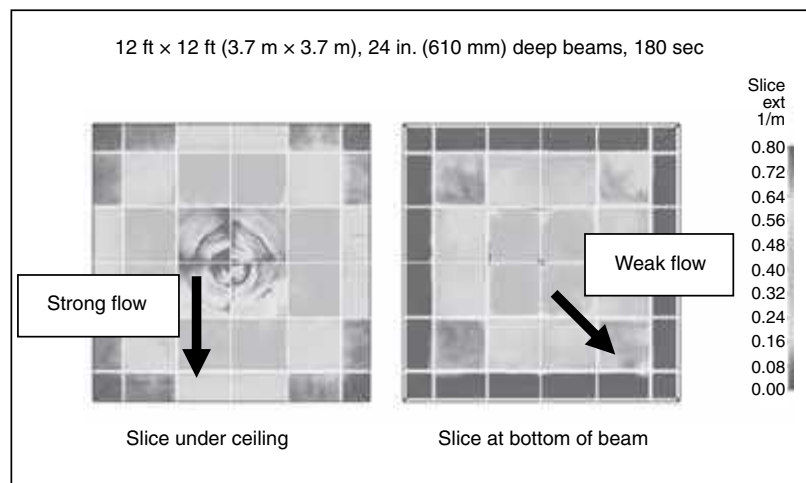 12 ft × 12 ft (3.7 m × 3.7 m), 24 in. (610 mm) deep beams, 180 sec
Slice
ext
1/m
0.80
0.72
0.64
0.56
0.48
0.40
0.32
0.24
0.16
0.08
0.00
Strong flow
Weak flow
Slice under ceiling
Slice at bottom of beam